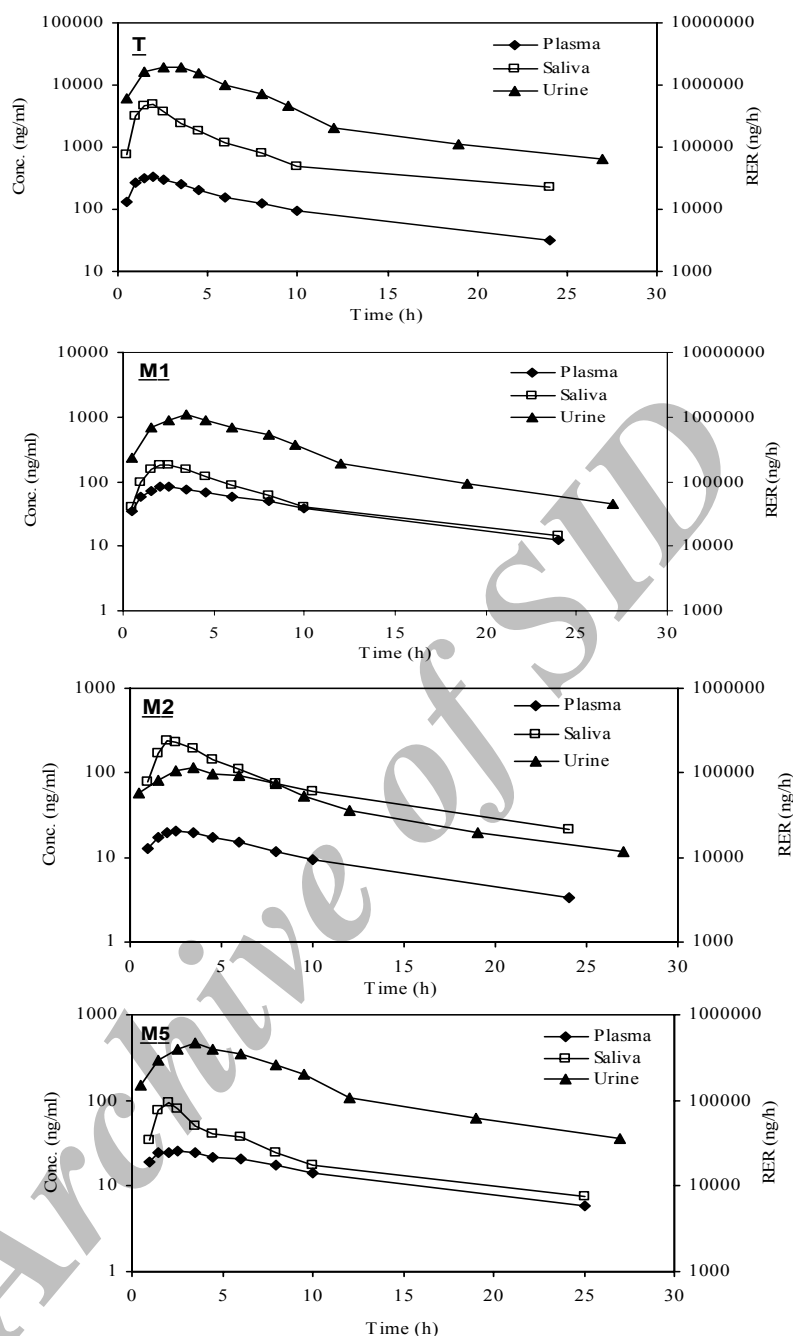 T
Plasma
Saliva
Urine
100000
10000
1000
100
10
Conc. (ng/ml)
10000000
1000000
100000
10000
1000
RER (ng/h)
0 5 10 15 20 25 30
Time (h)
M1
Plasma
Saliva
Urine
10000
1000
100
10
1
Conc. (ng/ml)
10000000
1000000
100000
10000
1000
RER (ng/h)
0 5 10 15 20 25 30
Time (h)
M2
Plasma
Saliva
Urine
1000
100
10
1
Conc. (ng/ml)
1000000
100000
10000
1000
RER (ng/h)
0 5 10 15 20 25 30
Time (h)
M5
Plasma
Saliva
Urine
1000
100
10
1
Conc. (ng/ml)
1000000
100000
10000
1000
RER (ng/h)
0 5 10 15 20 25 30
Time (h)
Archive of SID